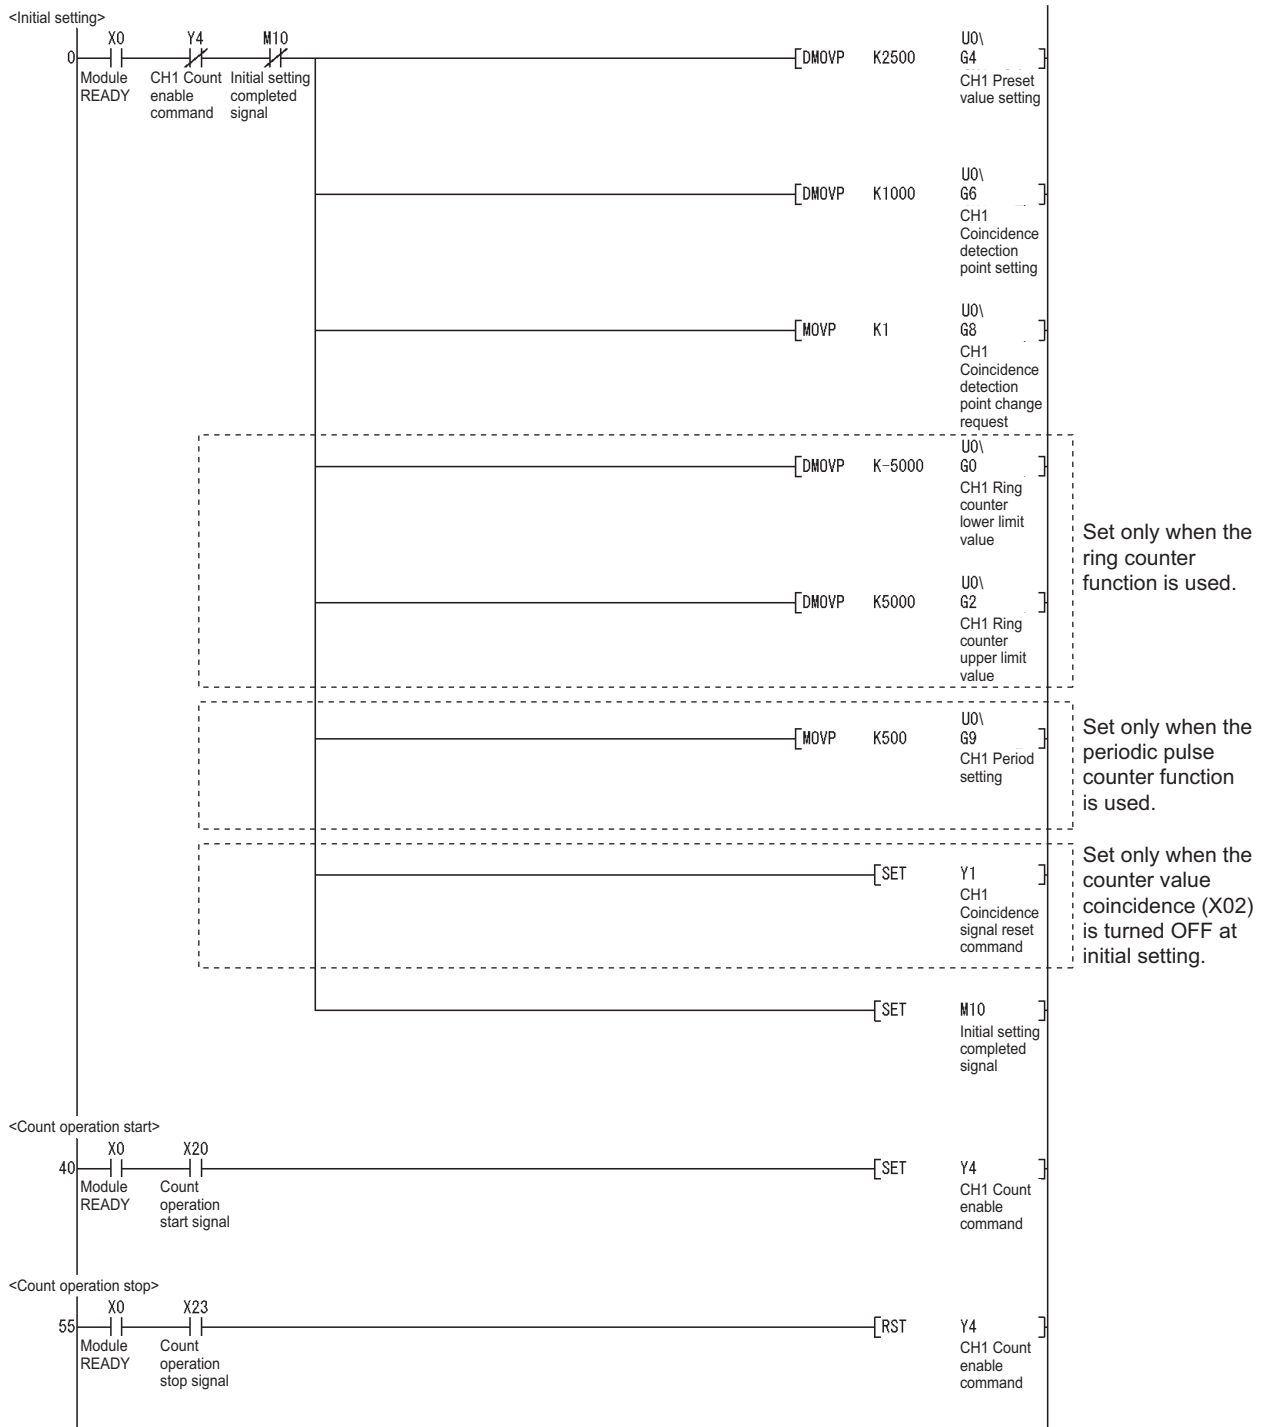 <Initial setting>
X0 Y4 M10 U0\
0 [DMOVP K2500 G4 ]
Module READY
CH1 Count enable command
Initial setting completed signal
CH1 Preset value setting
U0\
[DMOVP K1000 G6 ]
CH1
Coincidence
detection
point setting
U0\
[MOVP K1 G8 ]
CH1
Coincidence
detection
point change
request
U0\
[DMOVP K-5000 G0 ]
CH1 Ring
counter
lower limit
value
U0\
[DMOVP K5000 G2 ]
CH1 Ring
counter
upper limit
value
Set only when the
ring counter
function is used.
U0\
[MOVP K500 G9 ]
CH1 Period
setting
Set only when the
periodic pulse
counter function
is used.
[SET Y1 ]
CH1
Coincidence
signal reset
command
Set only when the
counter value
coincidence (X02)
is turned OFF at
initial setting.
[SET M10 ]
Initial setting
completed
signal
<Count operation start>
X0 X20
40 [SET Y4 ]
Module
READY
Count
operation
start signal
CH1 Count
enable
command
<Count operation stop>
X0 X23
55 [RST Y4 ]
Module
READY
Count
operation
stop signal
CH1 Count
enable
command